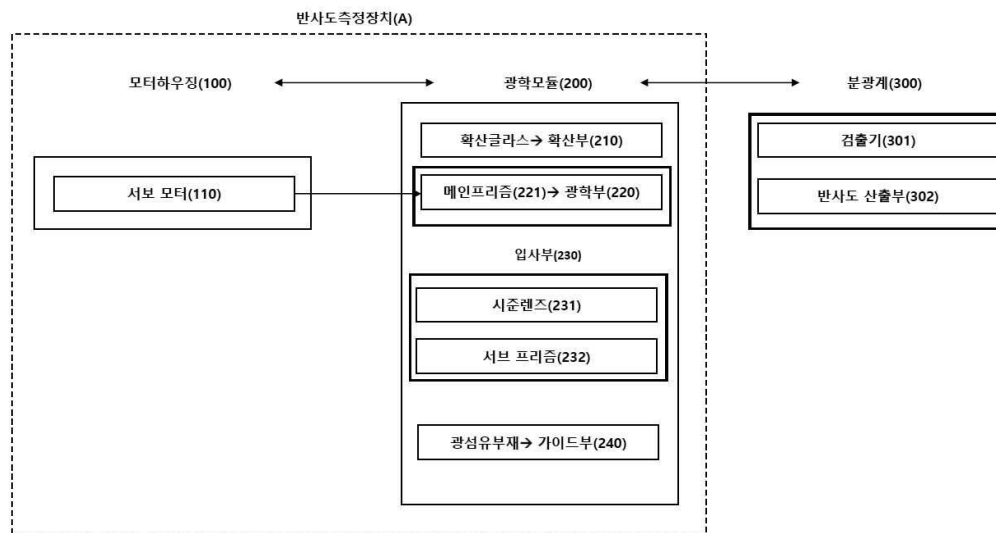 반사도측정장치(A)
모터하우징(100)
광학모듈(200)
분광계(300)
확산글라스→ 확산부(210)
검출기(301)
서보 모터(110)
메인프리즘(221)→ 광학부(220)
반사도 산출부(302)
입사부(230)
시준렌즈(231)
서브 프리즘(232)
광섬유부재→ 가이드부(240)